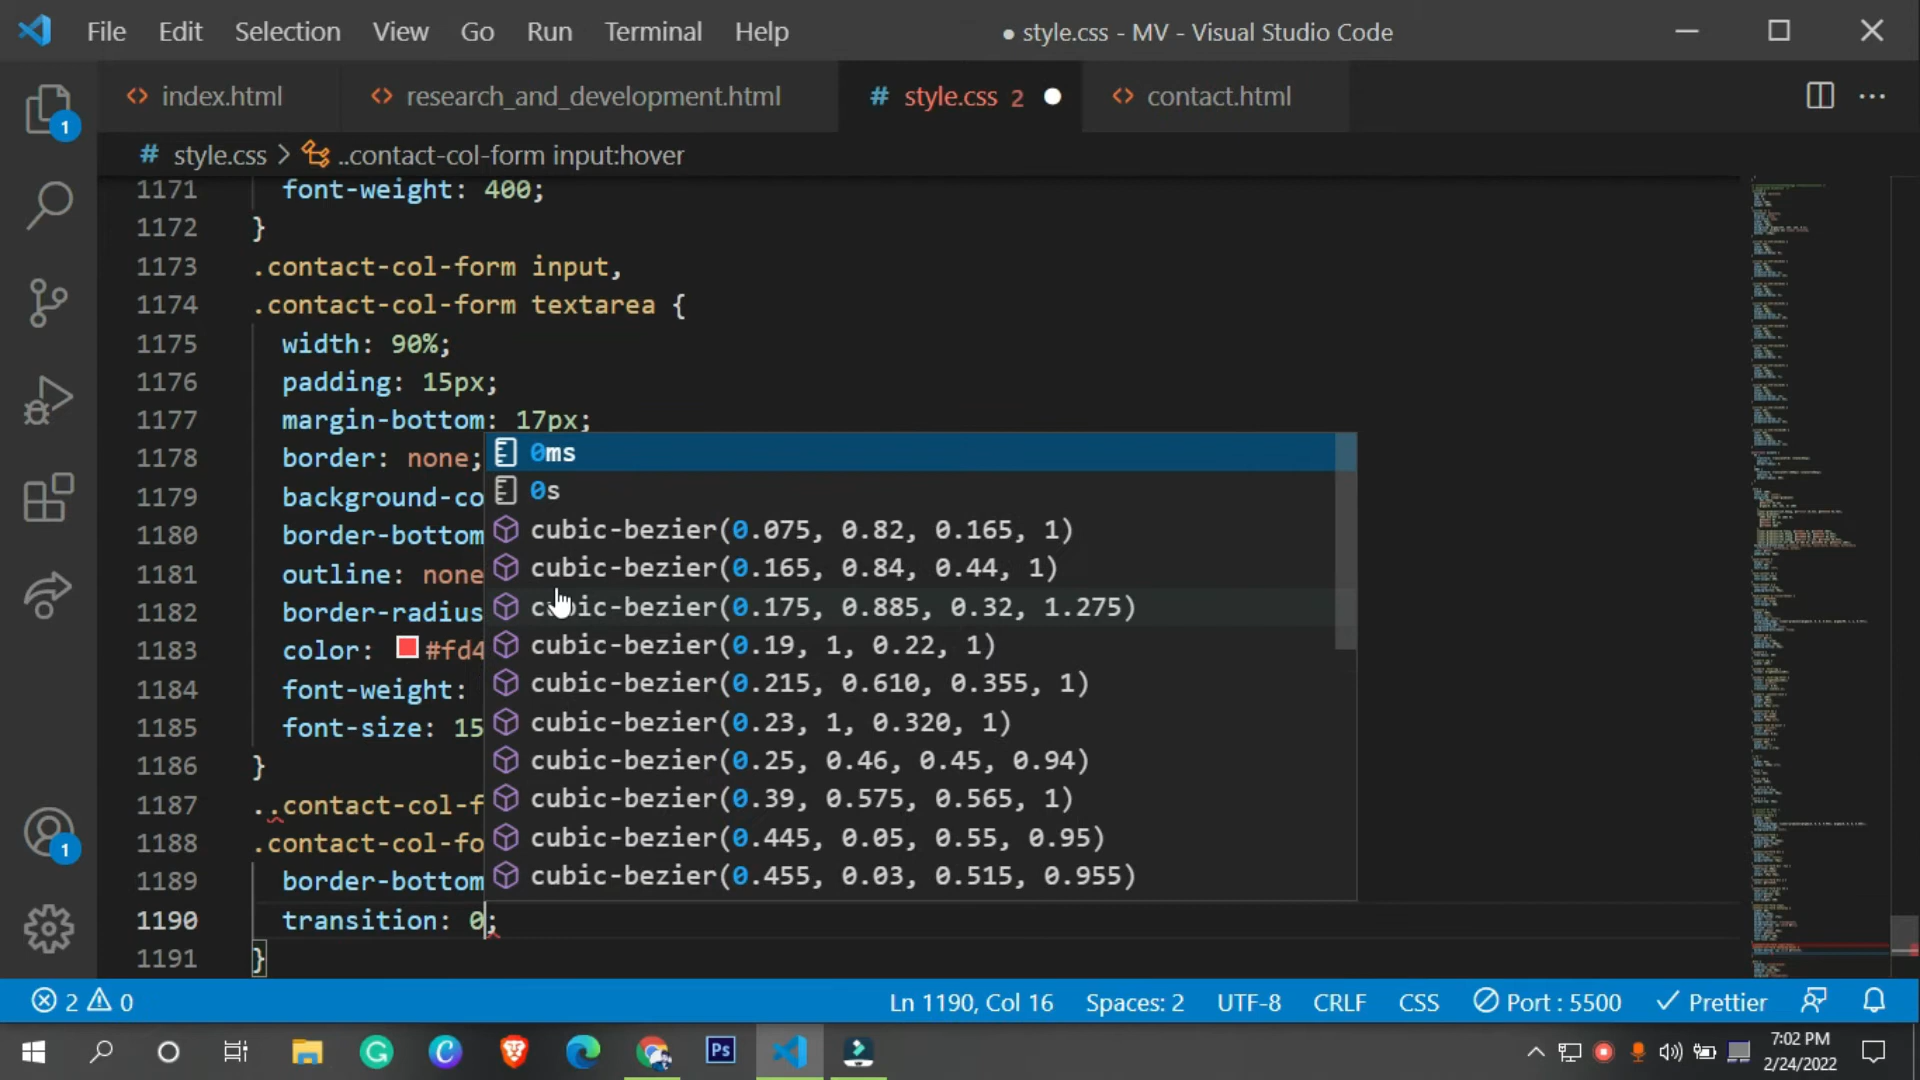 File Edit Selection View Go Run Terminal Help ● style.css - MV - Visual Studio Code
index.html research_and_development.html # style.css 2 ● contact.html
# style.css > ..contact-col-form input:hover
1171 font-weight: 400;
1172 }
1173 .contact-col-form input,
1174 .contact-col-form textarea {
1175 width: 90%;
1176 padding: 15px;
1177 margin-bottom: 17px;
1178 border: none;
1179 background-co
1180 border-bottom
1181 outline: none
1182 border-radius
1183 color: #fd4
1184 font-weight:
1185 font-size: 15
1186 }
1187 ..contact-col-f
1188 .contact-col-fo
1189 border-bottom
1190 transition: 0;
1191 }
0ms
0s
cubic-bezier(0.075, 0.82, 0.165, 1)
cubic-bezier(0.165, 0.84, 0.44, 1)
cubic-bezier(0.175, 0.885, 0.32, 1.275)
cubic-bezier(0.19, 1, 0.22, 1)
cubic-bezier(0.215, 0.610, 0.355, 1)
cubic-bezier(0.23, 1, 0.320, 1)
cubic-bezier(0.25, 0.46, 0.45, 0.94)
cubic-bezier(0.39, 0.575, 0.565, 1)
cubic-bezier(0.445, 0.05, 0.55, 0.95)
cubic-bezier(0.455, 0.03, 0.515, 0.955)
1
1
2 0 Ln 1190, Col 16 Spaces: 2 UTF-8 CRLF CSS Port : 5500 Prettier
Ps
7:02 PM
2/24/2022